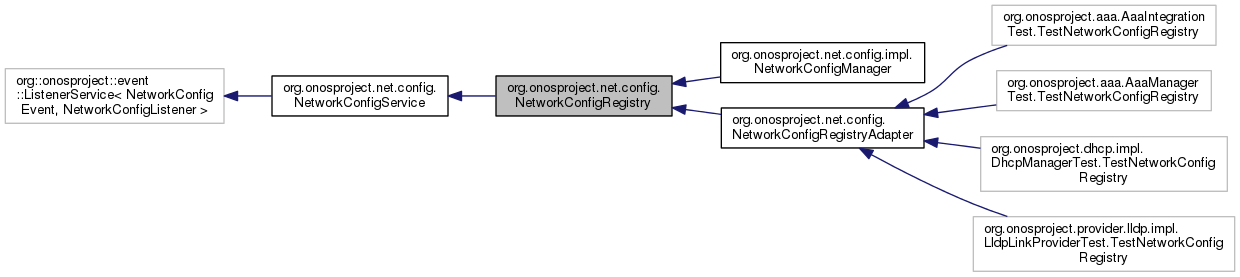 org::onosproject::event
::ListenerService< NetworkConfig
Event, NetworkConfigListener >
org.onosproject.net.config.
NetworkConfigService
org.onosproject.net.config.
NetworkConfigRegistry
org.onosproject.net.config.impl.
NetworkConfigManager
org.onosproject.net.config.
NetworkConfigRegistryAdapter
org.onosproject.aaa.AaaIntegration
Test.TestNetworkConfigRegistry
org.onosproject.aaa.AaaManager
Test.TestNetworkConfigRegistry
org.onosproject.dhcp.impl.
DhcpManagerTest.TestNetworkConfig
Registry
org.onosproject.provider.lldp.impl.
LldpLinkProviderTest.TestNetworkConfig
Registry